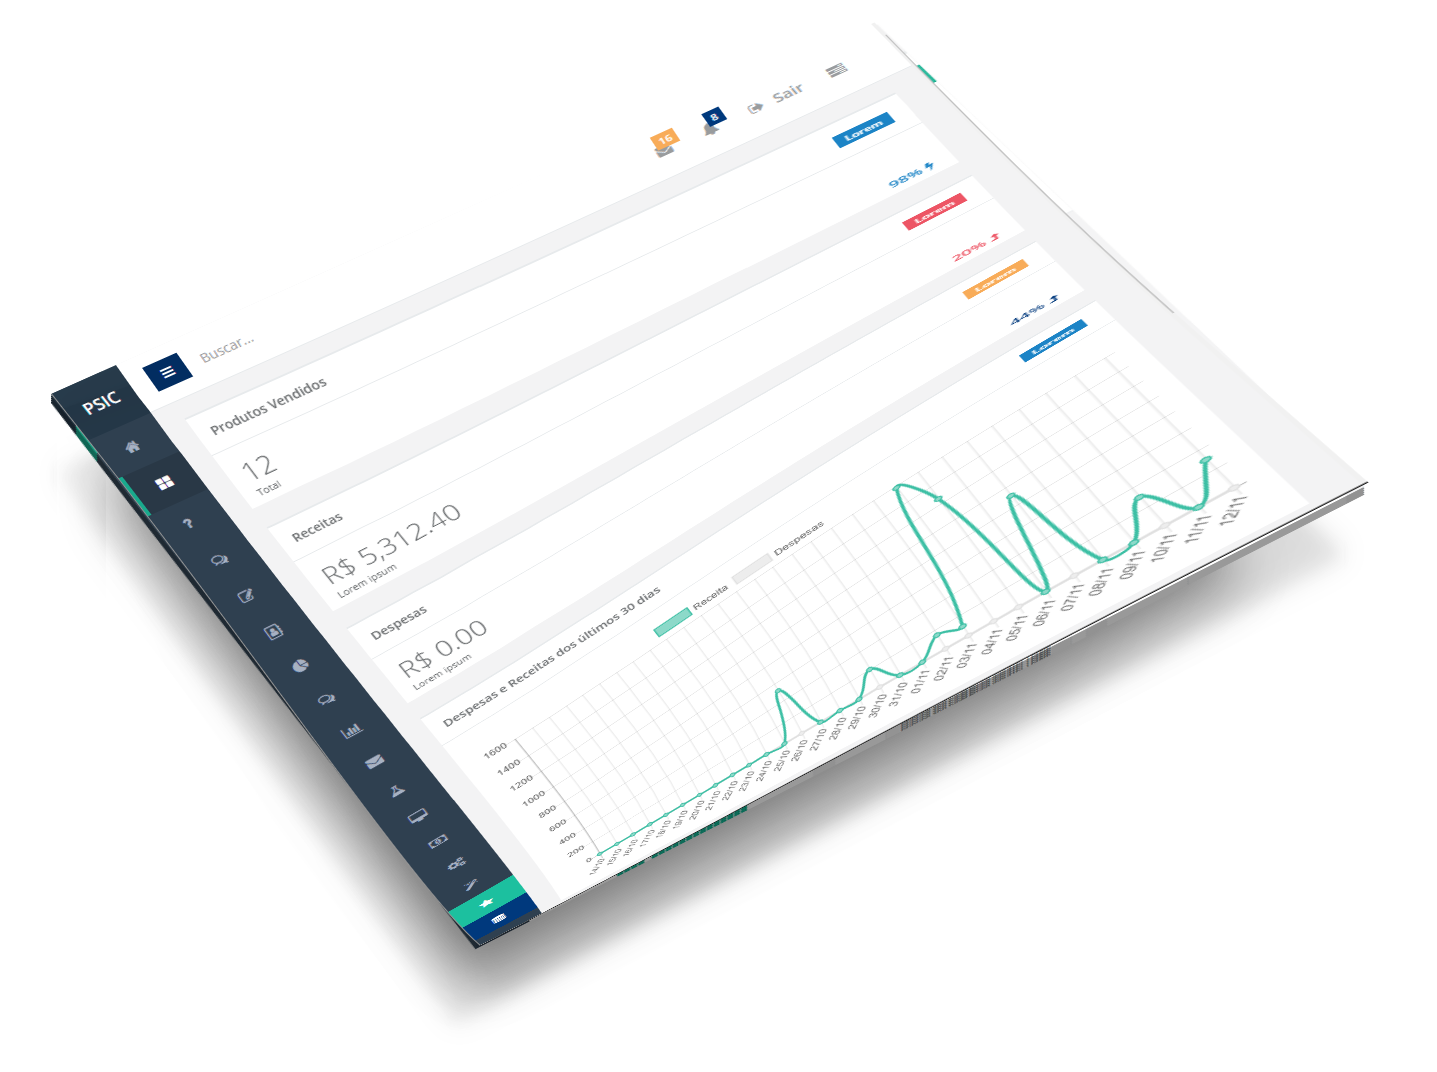 16
8
Sair
Buscar...
PSIC
Produtos Vendidos
Lorem
12
98%
Total
Receitas
Lorem
R$ 5,312.40
20%
Lorem ipsum
Despesas
Lorem
R$ 0.00
44%
Lorem ipsum
Despesas e Receitas dos últimos 30 dias
Lorem
Receita
Despesas
1600
1400
1200
1000
800
600
400
200
0
14/10
15/10
16/10
17/10
18/10
19/10
20/10
21/10
22/10
23/10
24/10
25/10
26/10
27/10
28/10
29/10
30/10
31/10
01/11
02/11
03/11
04/11
05/11
06/11
07/11
08/11
09/11
10/11
11/11
12/11